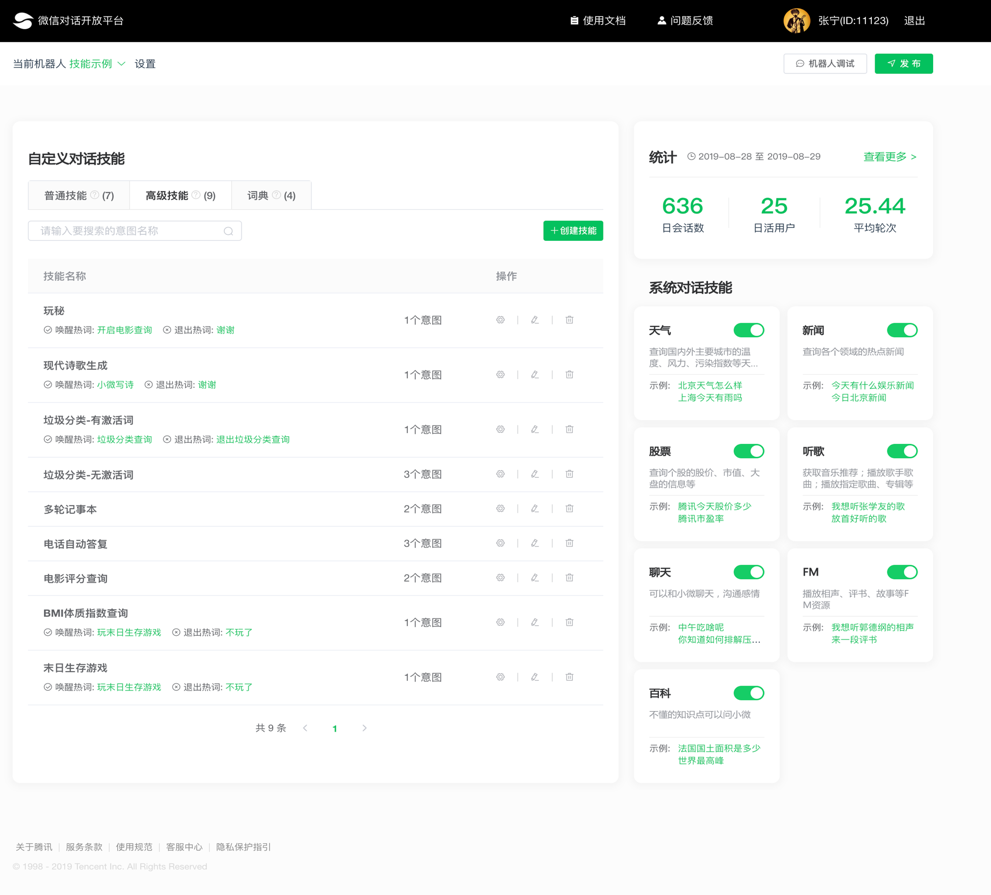 微信对话开放平台
使用文档
问题反馈
张宁(ID:11123)
退出
当前机器人 技能示例
设置
机器人调试
发 布
自定义对话技能
普通技能 (7)
高级技能 (9)
词典 (4)
请输入要搜索的意图名称
＋创建技能
技能名称
操作
玩秘
唤醒热词: 开启电影查询 退出热词: 谢谢
1个意图
现代诗歌生成
唤醒热词: 小微写诗 退出热词: 谢谢
1个意图
垃圾分类-有激活词
唤醒热词: 垃圾分类查询 退出热词: 退出垃圾分类查询
1个意图
垃圾分类-无激活词
3个意图
多轮记事本
2个意图
电话自动答复
3个意图
电影评分查询
2个意图
BMI体质指数查询
唤醒热词: 玩末日生存游戏 退出热词: 不玩了
1个意图
末日生存游戏
唤醒热词: 玩末日生存游戏 退出热词: 不玩了
1个意图
共 9 条
1
统计
2019-08-28 至 2019-08-29
查看更多 >
636
日会话数
25
日活用户
25.44
平均轮次
系统对话技能
天气
查询国内外主要城市的温
度、风力、污染指数等天...
示例:
北京天气怎么样
上海今天有雨吗
新闻
查询各个领域的热点新闻
示例:
今天有什么娱乐新闻
今日北京新闻
股票
查询个股的股价、市值、大
盘的信息等
示例:
腾讯今天股价多少
腾讯市盈率
听歌
获取音乐推荐；播放歌手歌
曲；播放指定歌曲、专辑等
示例:
我想听张学友的歌
放首好听的歌
聊天
可以和小微聊天，沟通感情
示例:
中午吃啥呢
你知道如何排解压...
FM
播放相声、评书、故事等F
M资源
示例:
我想听郭德纲的相声
来一段评书
百科
不懂的知识点可以问小微
示例:
法国国土面积是多少
世界最高峰
关于腾讯 | 服务条款 | 使用规范 | 客服中心 | 隐私保护指引
© 1998 - 2019 Tencent Inc. All Rights Reserved